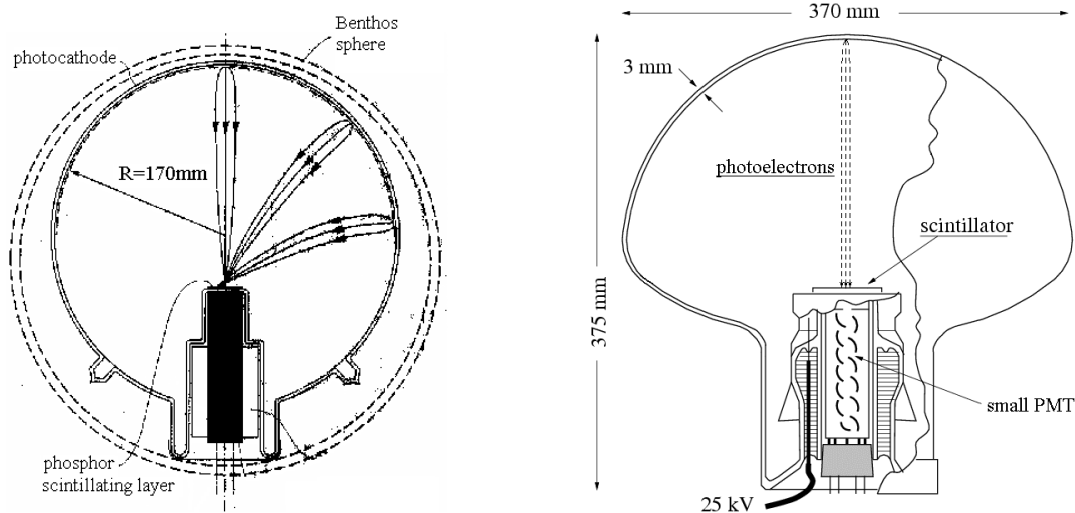 Benthos
sphere
photocathode
R=170mm
phosphor
scintillating layer
370 mm
3 mm
photoelectrons
scintillator
375 mm
small PMT
25 kV